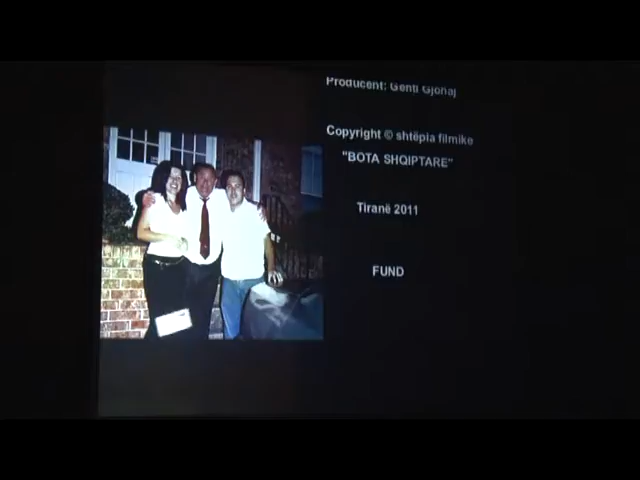 Producent: Genti Gjonaj
Copyright © shtëpia filmike
"BOTA SHQIPTARE"
Tiranë 2011
FUND